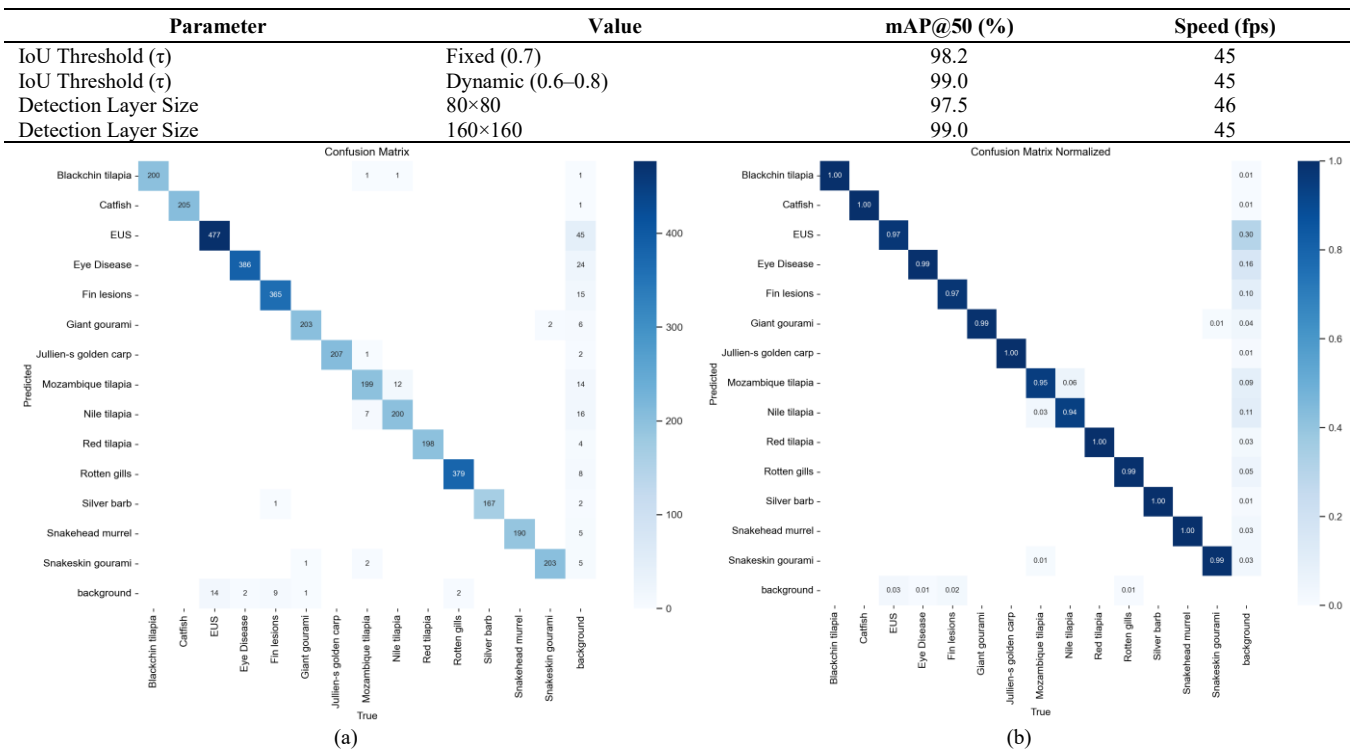 Parameter Value mAP@50 (%) Speed (fps)
IoU Threshold (τ) Fixed (0.7) 98.2 45
IoU Threshold (τ) Dynamic (0.6–0.8) 99.0 45
Detection Layer Size 80×80 97.5 46
Detection Layer Size 160×160 99.0 45
Confusion Matrix
Blackchin tilapia 200 1 1 1
Catfish 205 1
EUS 477 45
Eye Disease 386 24
Fin lesions 365 15
Giant gourami 203 2 6
Jullien-s golden carp 207 1 2
Mozambique tilapia 199 12 14
Nile tilapia 7 200 16
Red tilapia 198 4
Rotten gills 379 8
Silver barb 1 167 2
Snakehead murrel 190 5
Snakeskin gourami 1 2 203 5
background 14 2 9 1 2
Predicted
Blackchin tilapia
Catfish
EUS
Eye Disease
Fin lesions
Giant gourami
Jullien-s golden carp
Mozambique tilapia
Nile tilapia
Red tilapia
Rotten gills
Silver barb
Snakehead murrel
Snakeskin gourami
background
True
400
300
200
100
0
(a)
Confusion Matrix Normalized
Blackchin tilapia 1.00 0.01
Catfish 1.00 0.01
EUS 0.97 0.30
Eye Disease 0.99 0.16
Fin lesions 0.97 0.10
Giant gourami 0.99 0.01 0.04
Jullien-s golden carp 1.00 0.01
Mozambique tilapia 0.95 0.06 0.09
Nile tilapia 0.03 0.94 0.11
Red tilapia 1.00 0.03
Rotten gills 0.99 0.05
Silver barb 1.00 0.01
Snakehead murrel 1.00 0.03
Snakeskin gourami 0.01 0.99 0.03
background 0.03 0.01 0.02 0.01
Predicted
Blackchin tilapia
Catfish
EUS
Eye Disease
Fin lesions
Giant gourami
Jullien-s golden carp
Mozambique tilapia
Nile tilapia
Red tilapia
Rotten gills
Silver barb
Snakehead murrel
Snakeskin gourami
background
True
1.0
0.8
0.6
0.4
0.2
0.0
(b)